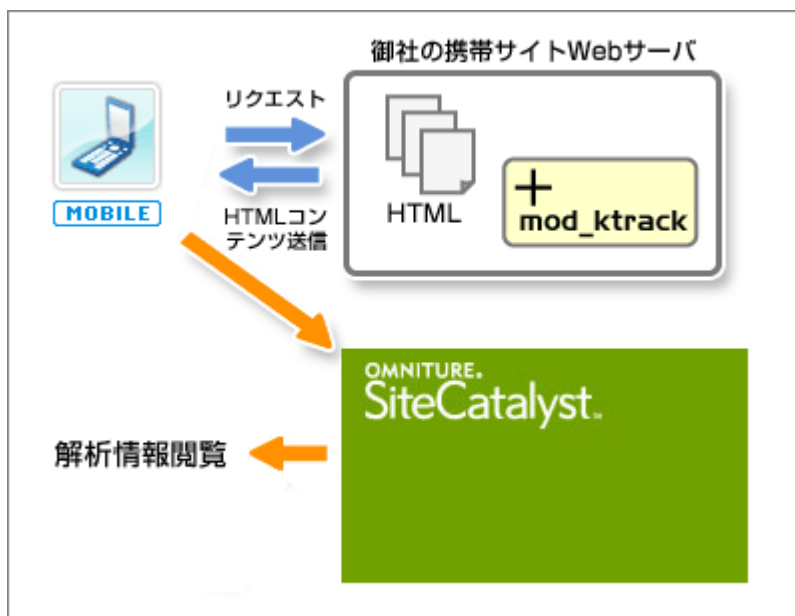 御社の携帯サイトWebサーバ
リクエスト
MOBILE
HTMLコン
テンツ送信
HTML
+
mod_ktrack
OMNITURE.
SiteCatalyst™
解析情報閲覧